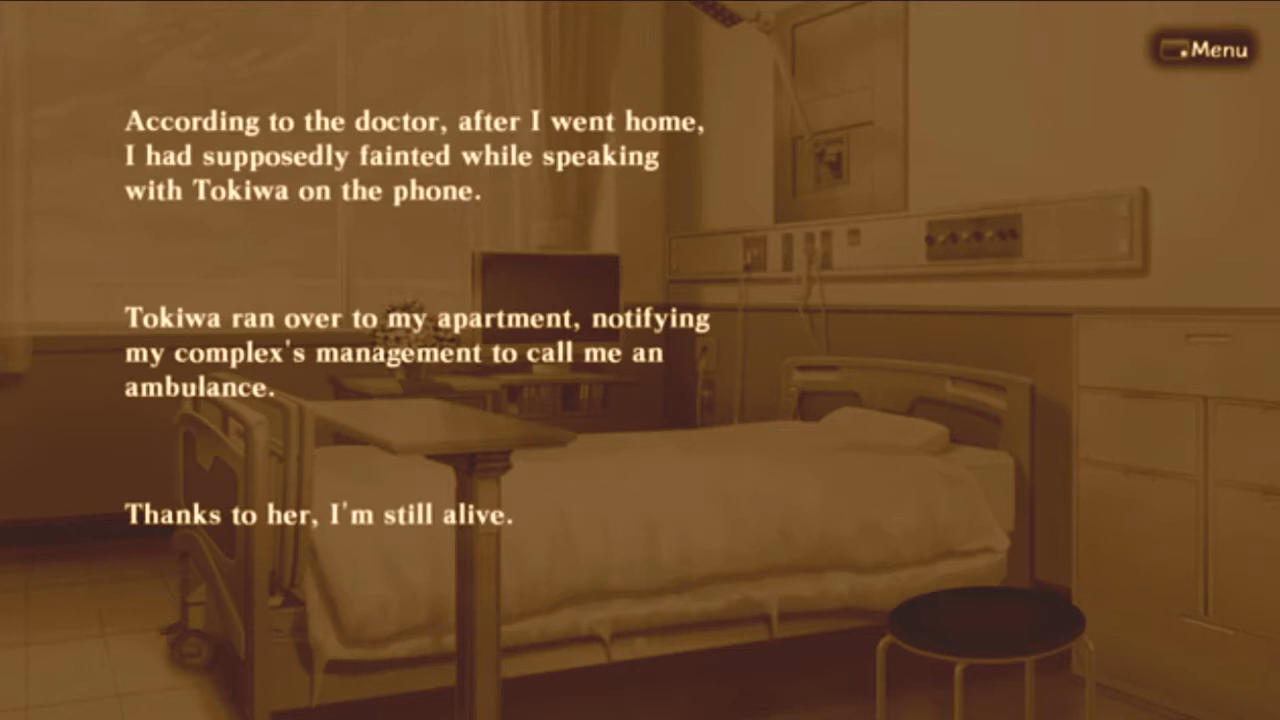 Menu
According to the doctor, after I went home,
I had supposedly fainted while speaking
with Tokiwa on the phone.
Tokiwa ran over to my apartment, notifying
my complex's management to call me an
ambulance.
Thanks to her, I'm still alive.